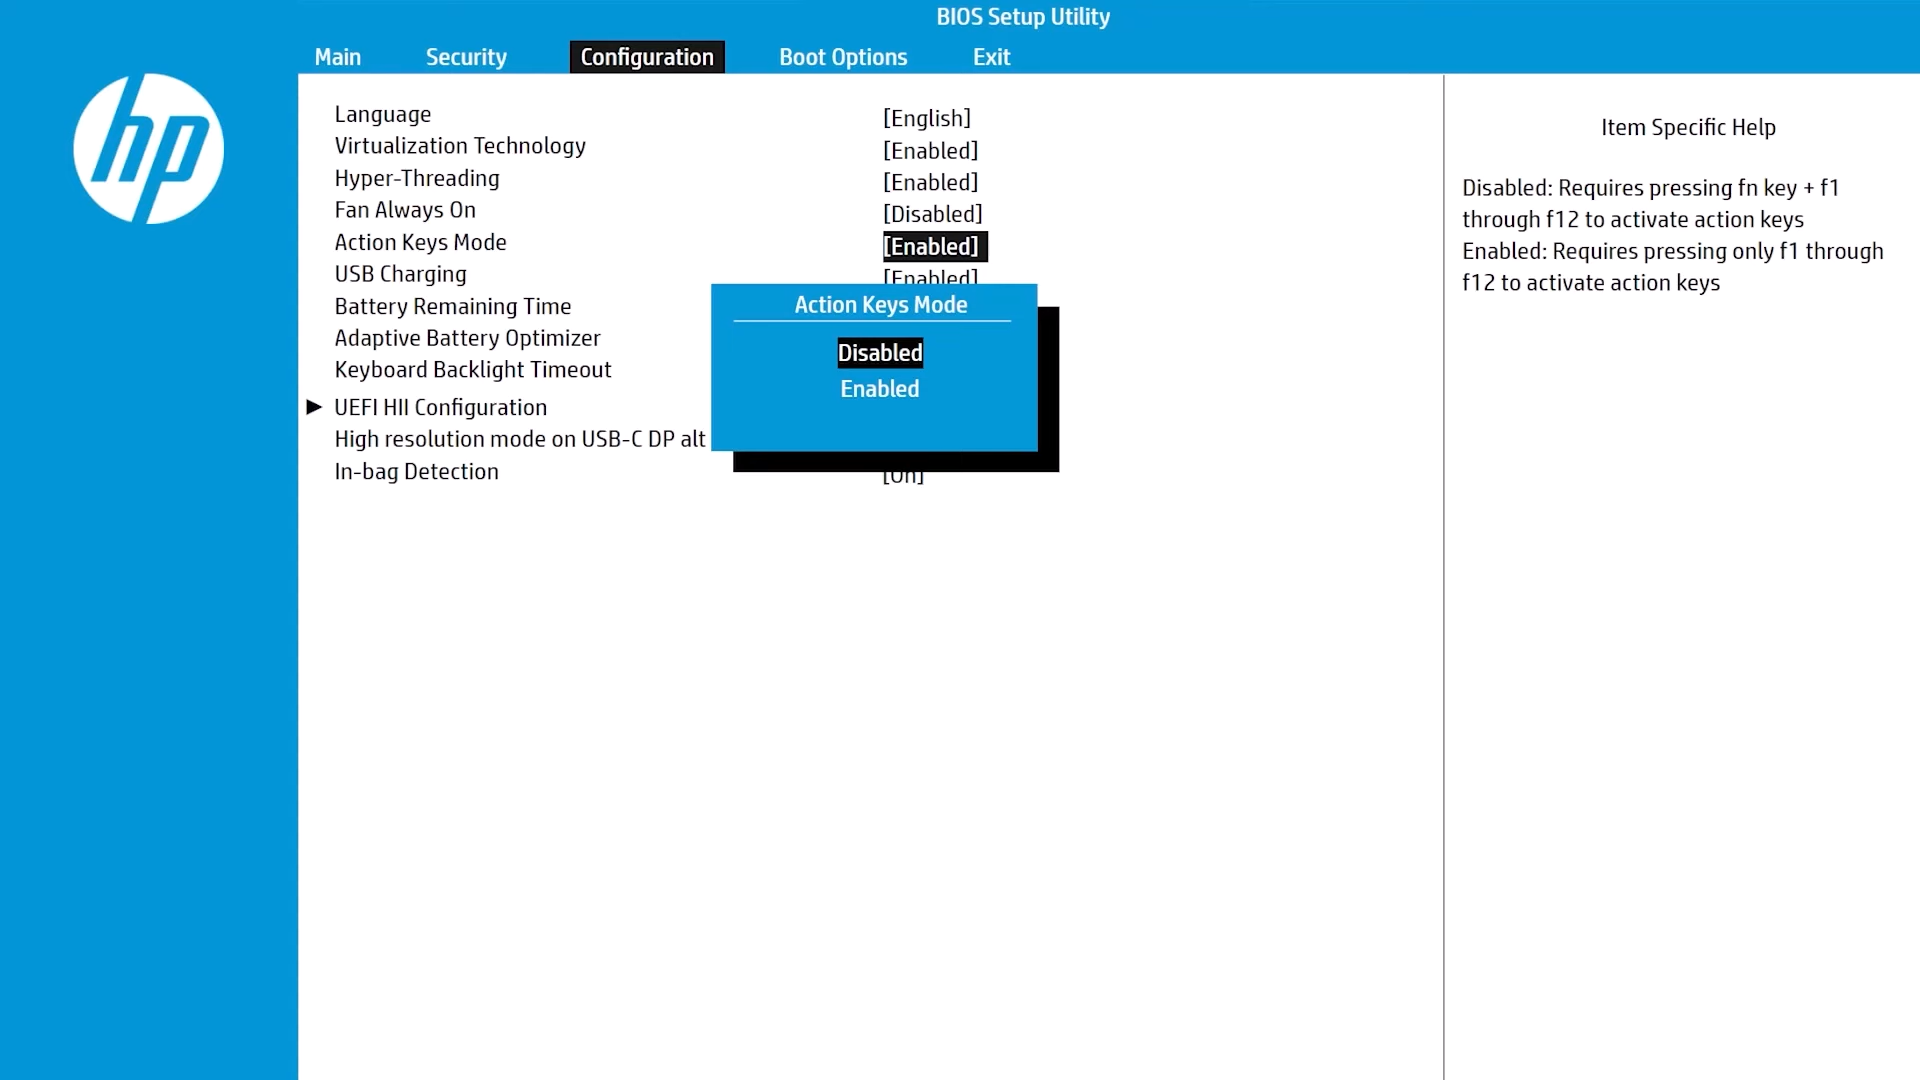 BIOS Setup Utility
Main Security Configuration Boot Options Exit
hp
Language [English]
Virtualization Technology [Enabled]
Hyper-Threading [Enabled]
Fan Always On [Disabled]
Action Keys Mode [Enabled]
USB Charging [Enabled]
Battery Remaining Time
Adaptive Battery Optimizer
Keyboard Backlight Timeout
UEFI HII Configuration
High resolution mode on USB-C DP alt
In-bag Detection [On]
Action Keys Mode
Disabled
Enabled
Item Specific Help
Disabled: Requires pressing fn key + f1
through f12 to activate action keys
Enabled: Requires pressing only f1 through
f12 to activate action keys